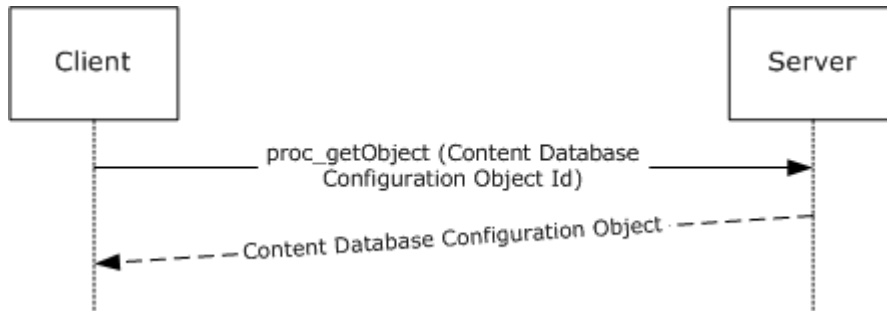 Client
Server
proc_getObject (Content Database
Configuration Object Id)
Content Database Configuration Object